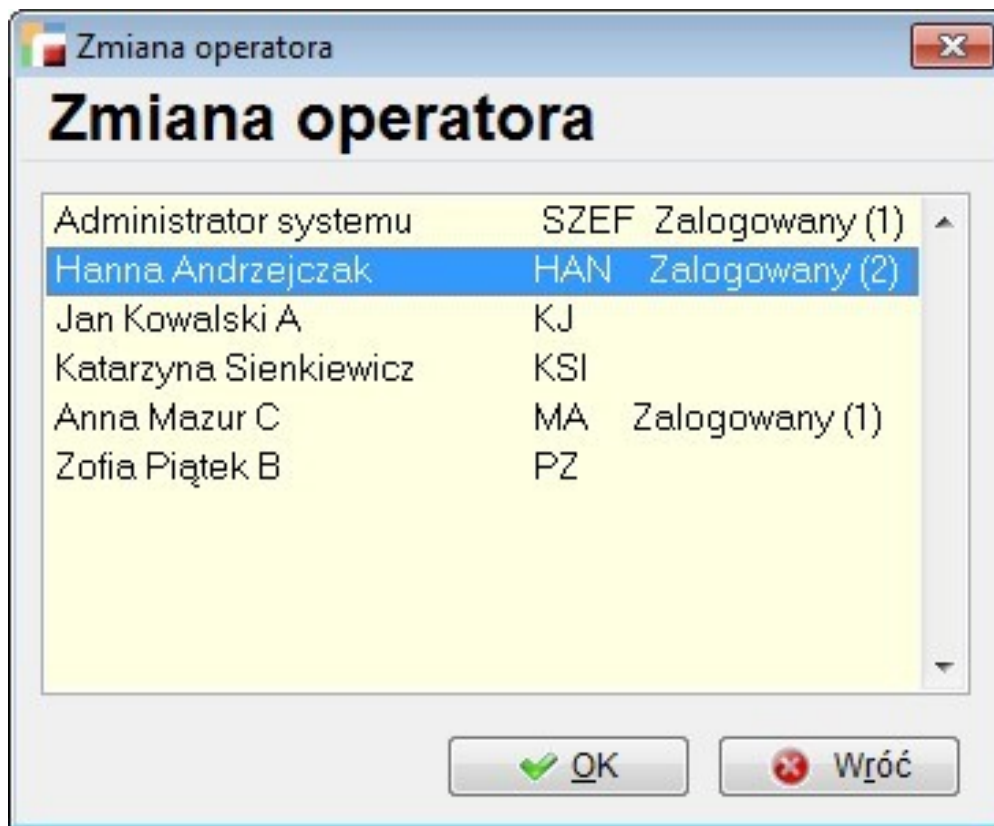 Zmiana operatora
Zmiana operatora
Administrator systemu SZEF Zalogowany (1)
Hanna Andrzejczak HAN Zalogowany (2)
Jan Kowalski A KJ
Katarzyna Sienkiewicz KSI
Anna Mazur C MA Zalogowany (1)
Zofia Piątek B PZ
OK Wróć